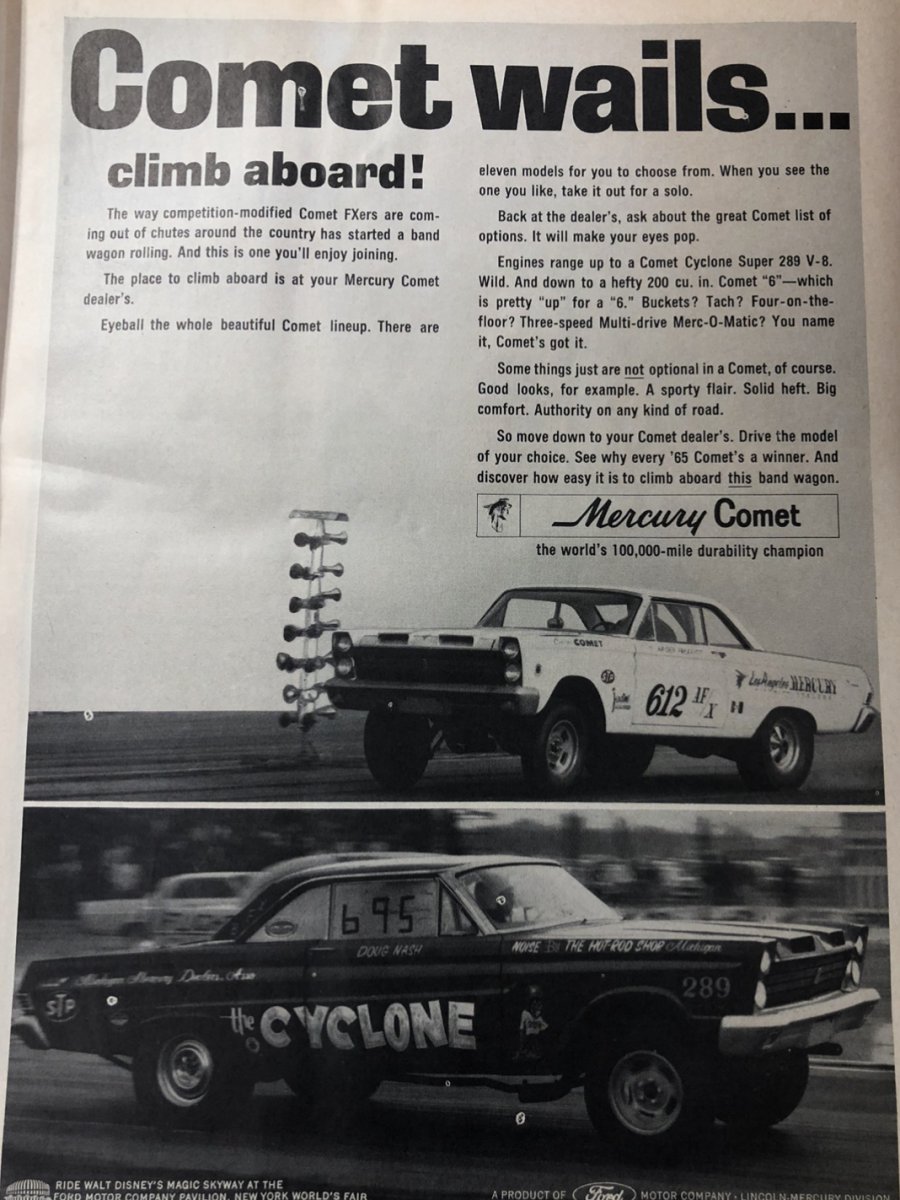 Comet wails...
climb aboard!
The way competition-modified Comet FXers are com-
ing out of chutes around the country has started a band
wagon rolling. And this is one you'll enjoy joining.
The place to climb aboard is at your Mercury Comet
dealer's.
Eyeball the whole beautiful Comet lineup. There are
eleven models for you to choose from. When you see the
one you like, take it out for a solo.
Back at the dealer's, ask about the great Comet list of
options. It will make your eyes pop.
Engines range up to a Comet Cyclone Super 289 V-8.
Wild. And down to a hefty 200 cu. in. Comet "6"—which
is pretty "up" for a "6." Buckets? Tach? Four-on-the-
floor? Three-speed Multi-drive Merc-O-Matic? You name
it, Comet's got it.
Some things just are not optional in a Comet, of course.
Good looks, for example. A sporty flair. Solid heft. Big
comfort. Authority on any kind of road.
So move down to your Comet dealer's. Drive the model
of your choice. See why every '65 Comet's a winner. And
discover how easy it is to climb aboard this band wagon.
Mercury Comet
the world's 100,000-mile durability champion
COMET
612 AF/X
Los Angeles MERCURY
695
DOUG NASH
NOISE By THE HOT ROD SHOP Michigan
289
STP
the CYCLONE
RIDE WALT DISNEY'S MAGIC SKYWAY AT THE
FORD MOTOR COMPANY PAVILION, NEW YORK WORLD'S FAIR
A PRODUCT OF Ford MOTOR COMPANY · LINCOLN-MERCURY DIVISION